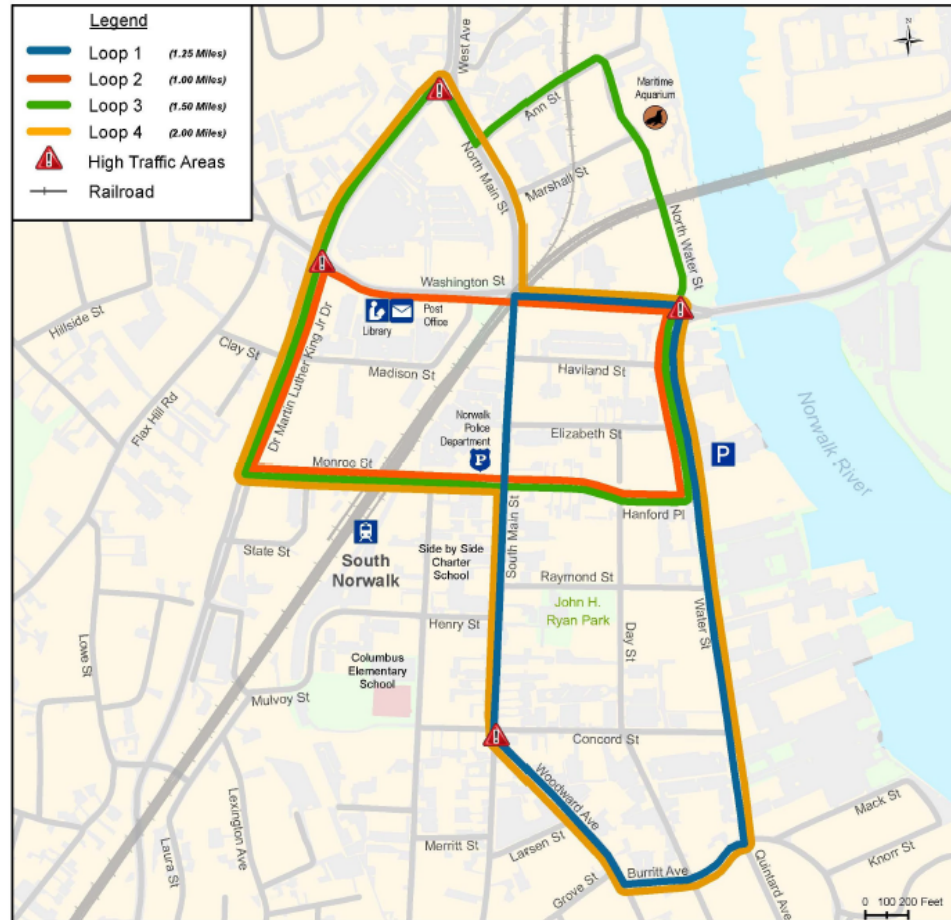 Legend
Loop 1 (1.25 Miles)
Loop 2 (1.00 Miles)
Loop 3 (1.50 Miles)
Loop 4 (2.00 Miles)
High Traffic Areas
Railroad
N
West Ave
Maritime
Aquarium
Ann St
North Main St
Marshall St
North Water St
Washington St
Library
Post
Office
Hillside St
Clay St
Dr Martin Luther King Jr Dr
Madison St
Haviland St
Flax Hill Rd
Norwalk
Police
Department
P
Elizabeth St
P
Norwalk River
Monroe St
Hanford Pl
State St
South
Norwalk
Side by Side
Charter
School
South Main St
Raymond St
John H.
Ryan Park
Henry St
Day St
Water St
Lowe St
Columbus
Elementary
School
Mulvoy St
Concord St
Woodward Ave
Lexington Ave
Laura St
Merritt St
Larsen St
Grove St
Burritt Ave
Quintard Ave
Mack St
Knorr St
0 100 200 Feet